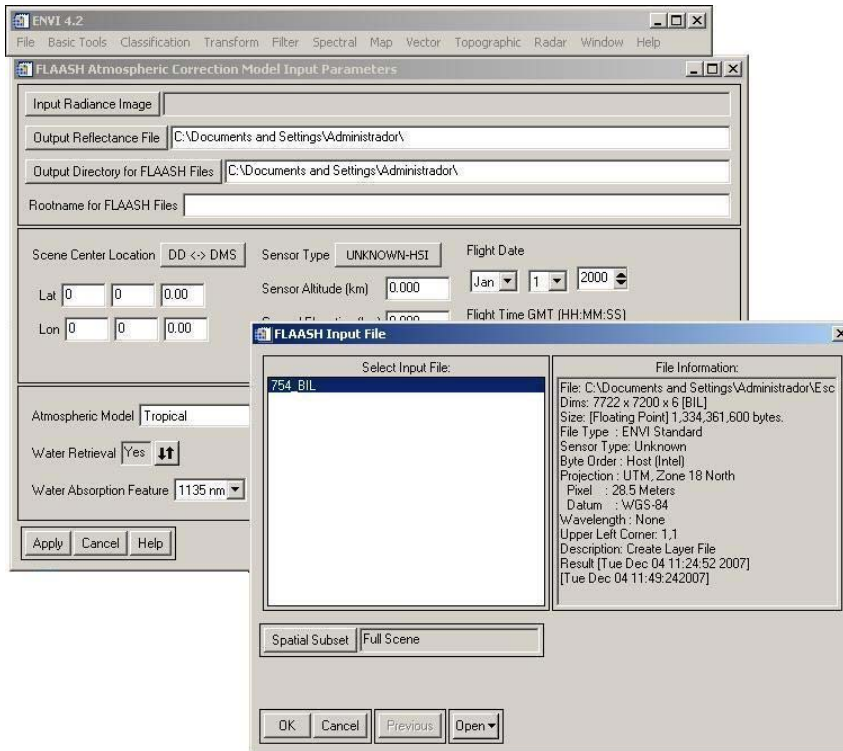 ENVI 4.2
File Basic Tools Classification Transform Filter Spectral Map Vector Topographic Radar Window Help
FLAASH Atmospheric Correction Model Input Parameters
Input Radiance Image
Output Reflectance File C:\Documents and Settings\Administrador\
Output Directory for FLAASH Files C:\Documents and Settings\Administrador\
Rootname for FLAASH Files
Scene Center Location DD <-> DMS Sensor Type UNKNOWN-HSI Flight Date
Lat 0 0 0.00 Sensor Altitude (km) 0.000 Jan 1 2000
Lon 0 0 0.00 Flight Time GMT (HH:MM:SS)
Atmospheric Model Tropical
Water Retrieval Yes
Water Absorption Feature 1135 nm
Apply Cancel Help
FLAASH Input File
Select Input File:
754_BIL
File Information:
File: C:\Documents and Settings\Administrador\Esc
Dims: 7722 x 7200 x 6 [BIL]
Size: [Floating Point] 1,334,361,600 bytes.
File Type : ENVI Standard
Sensor Type: Unknown
Byte Order : Host (Intel)
Projection : UTM, Zone 18 North
Pixel : 28.5 Meters
Datum : WGS-84
Wavelength : None
Upper Left Corner: 1,1
Description: Create Layer File
Result [Tue Dec 04 11:24:52 2007]
[Tue Dec 04 11:49:242007]
Spatial Subset Full Scene
OK Cancel Previous Open